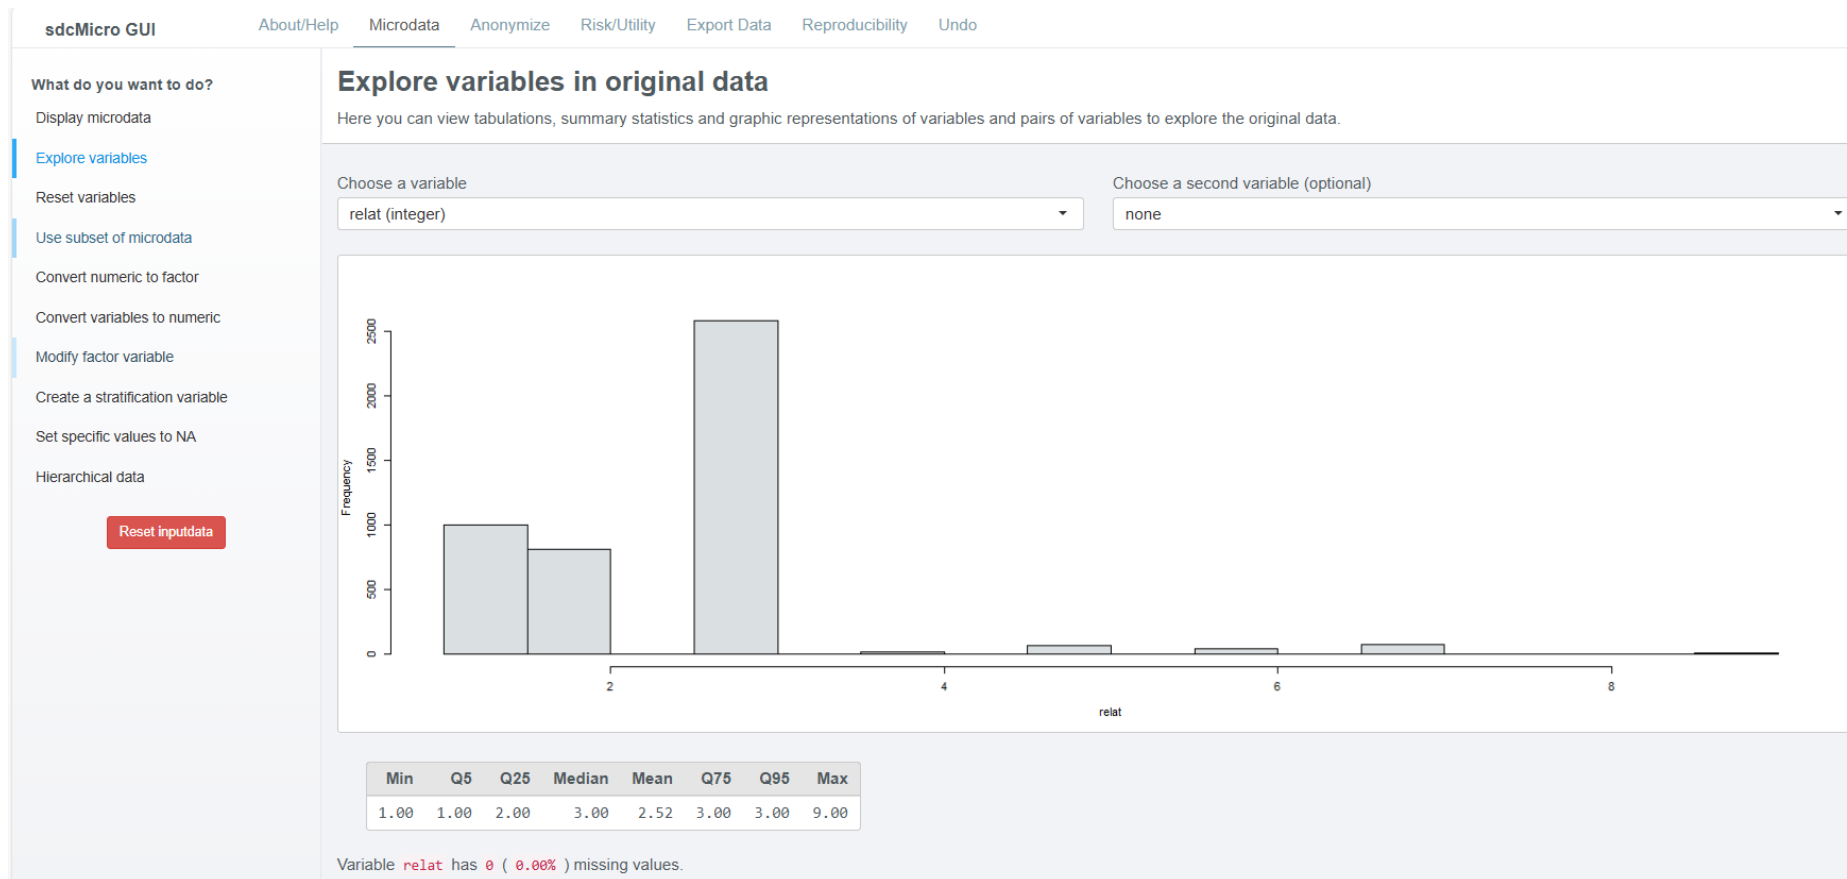 sdcMicro GUI
About/Help Microdata Anonymize Risk/Utility Export Data Reproducibility Undo
What do you want to do?
Display microdata
Explore variables
Reset variables
Use subset of microdata
Convert numeric to factor
Convert variables to numeric
Modify factor variable
Create a stratification variable
Set specific values to NA
Hierarchical data
Reset inputdata
Explore variables in original data
Here you can view tabulations, summary statistics and graphic representations of variables and pairs of variables to explore the original data.
Choose a variable
relat (integer)
Choose a second variable (optional)
none
Frequency
2500
2000
1500
1000
500
0
2 4 6 8
relat
Min Q5 Q25 Median Mean Q75 Q95 Max
1.00 1.00 2.00 3.00 2.52 3.00 3.00 9.00
Variable relat has 0 ( 0.00% ) missing values.